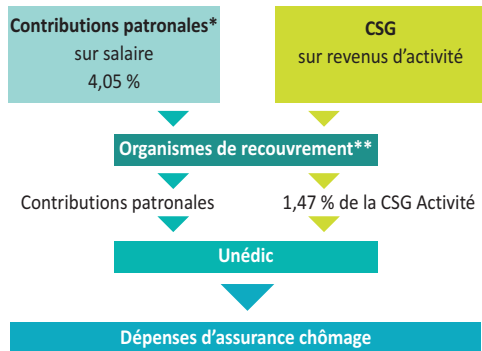 Contributions patronales*
sur salaire
4,05 %
CSG
sur revenus d’activité
Organismes de recouvrement**
Contributions patronales
1,47 % de la CSG Activité
Unédic
Dépenses d’assurance chômage